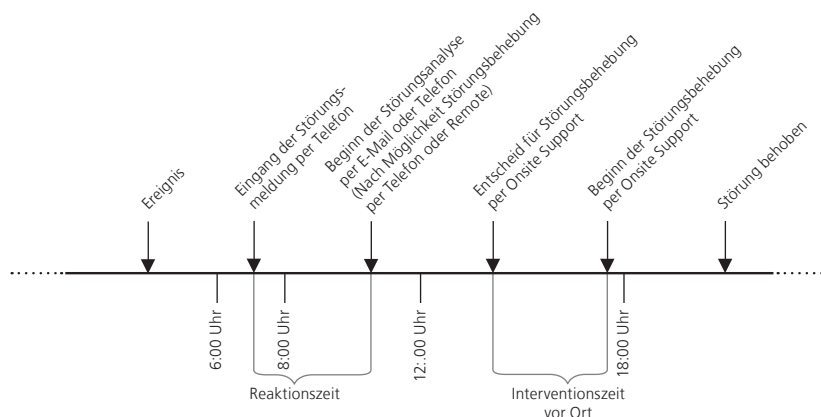 Ereignis
Eingang der Störungs-
meldung per Telefon
Beginn der Störungsanalyse
per E-Mail oder Telefon
(Nach Möglichkeit Störungsbehebung
per Telefon oder Remote)
Entscheid für Störungsbehebung
per Onsite Support
Beginn der Störungsbehebung
per Onsite Support
Störung behoben
6:00 Uhr
8:00 Uhr
12:.00 Uhr
18:00 Uhr
Reaktionszeit
Interventionszeit
vor Ort